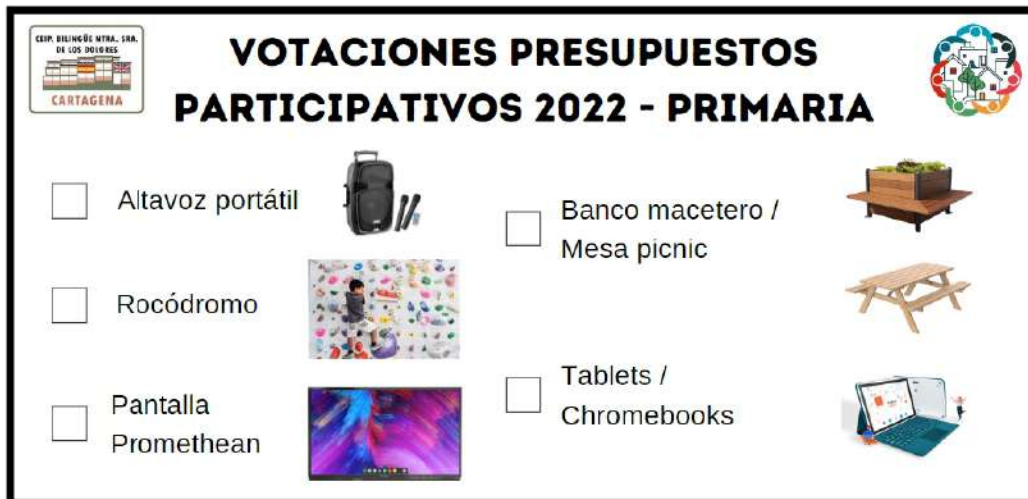 CEIP. BILINGÜE NTRA. SRA.
DE LOS DOLORES
CARTAGENA
VOTACIONES PRESUPUESTOS
PARTICIPATIVOS 2022 - PRIMARIA
Altavoz portátil
Rocódromo
Pantalla
Promethean
Banco macetero /
Mesa picnic
Tablets /
Chromebooks